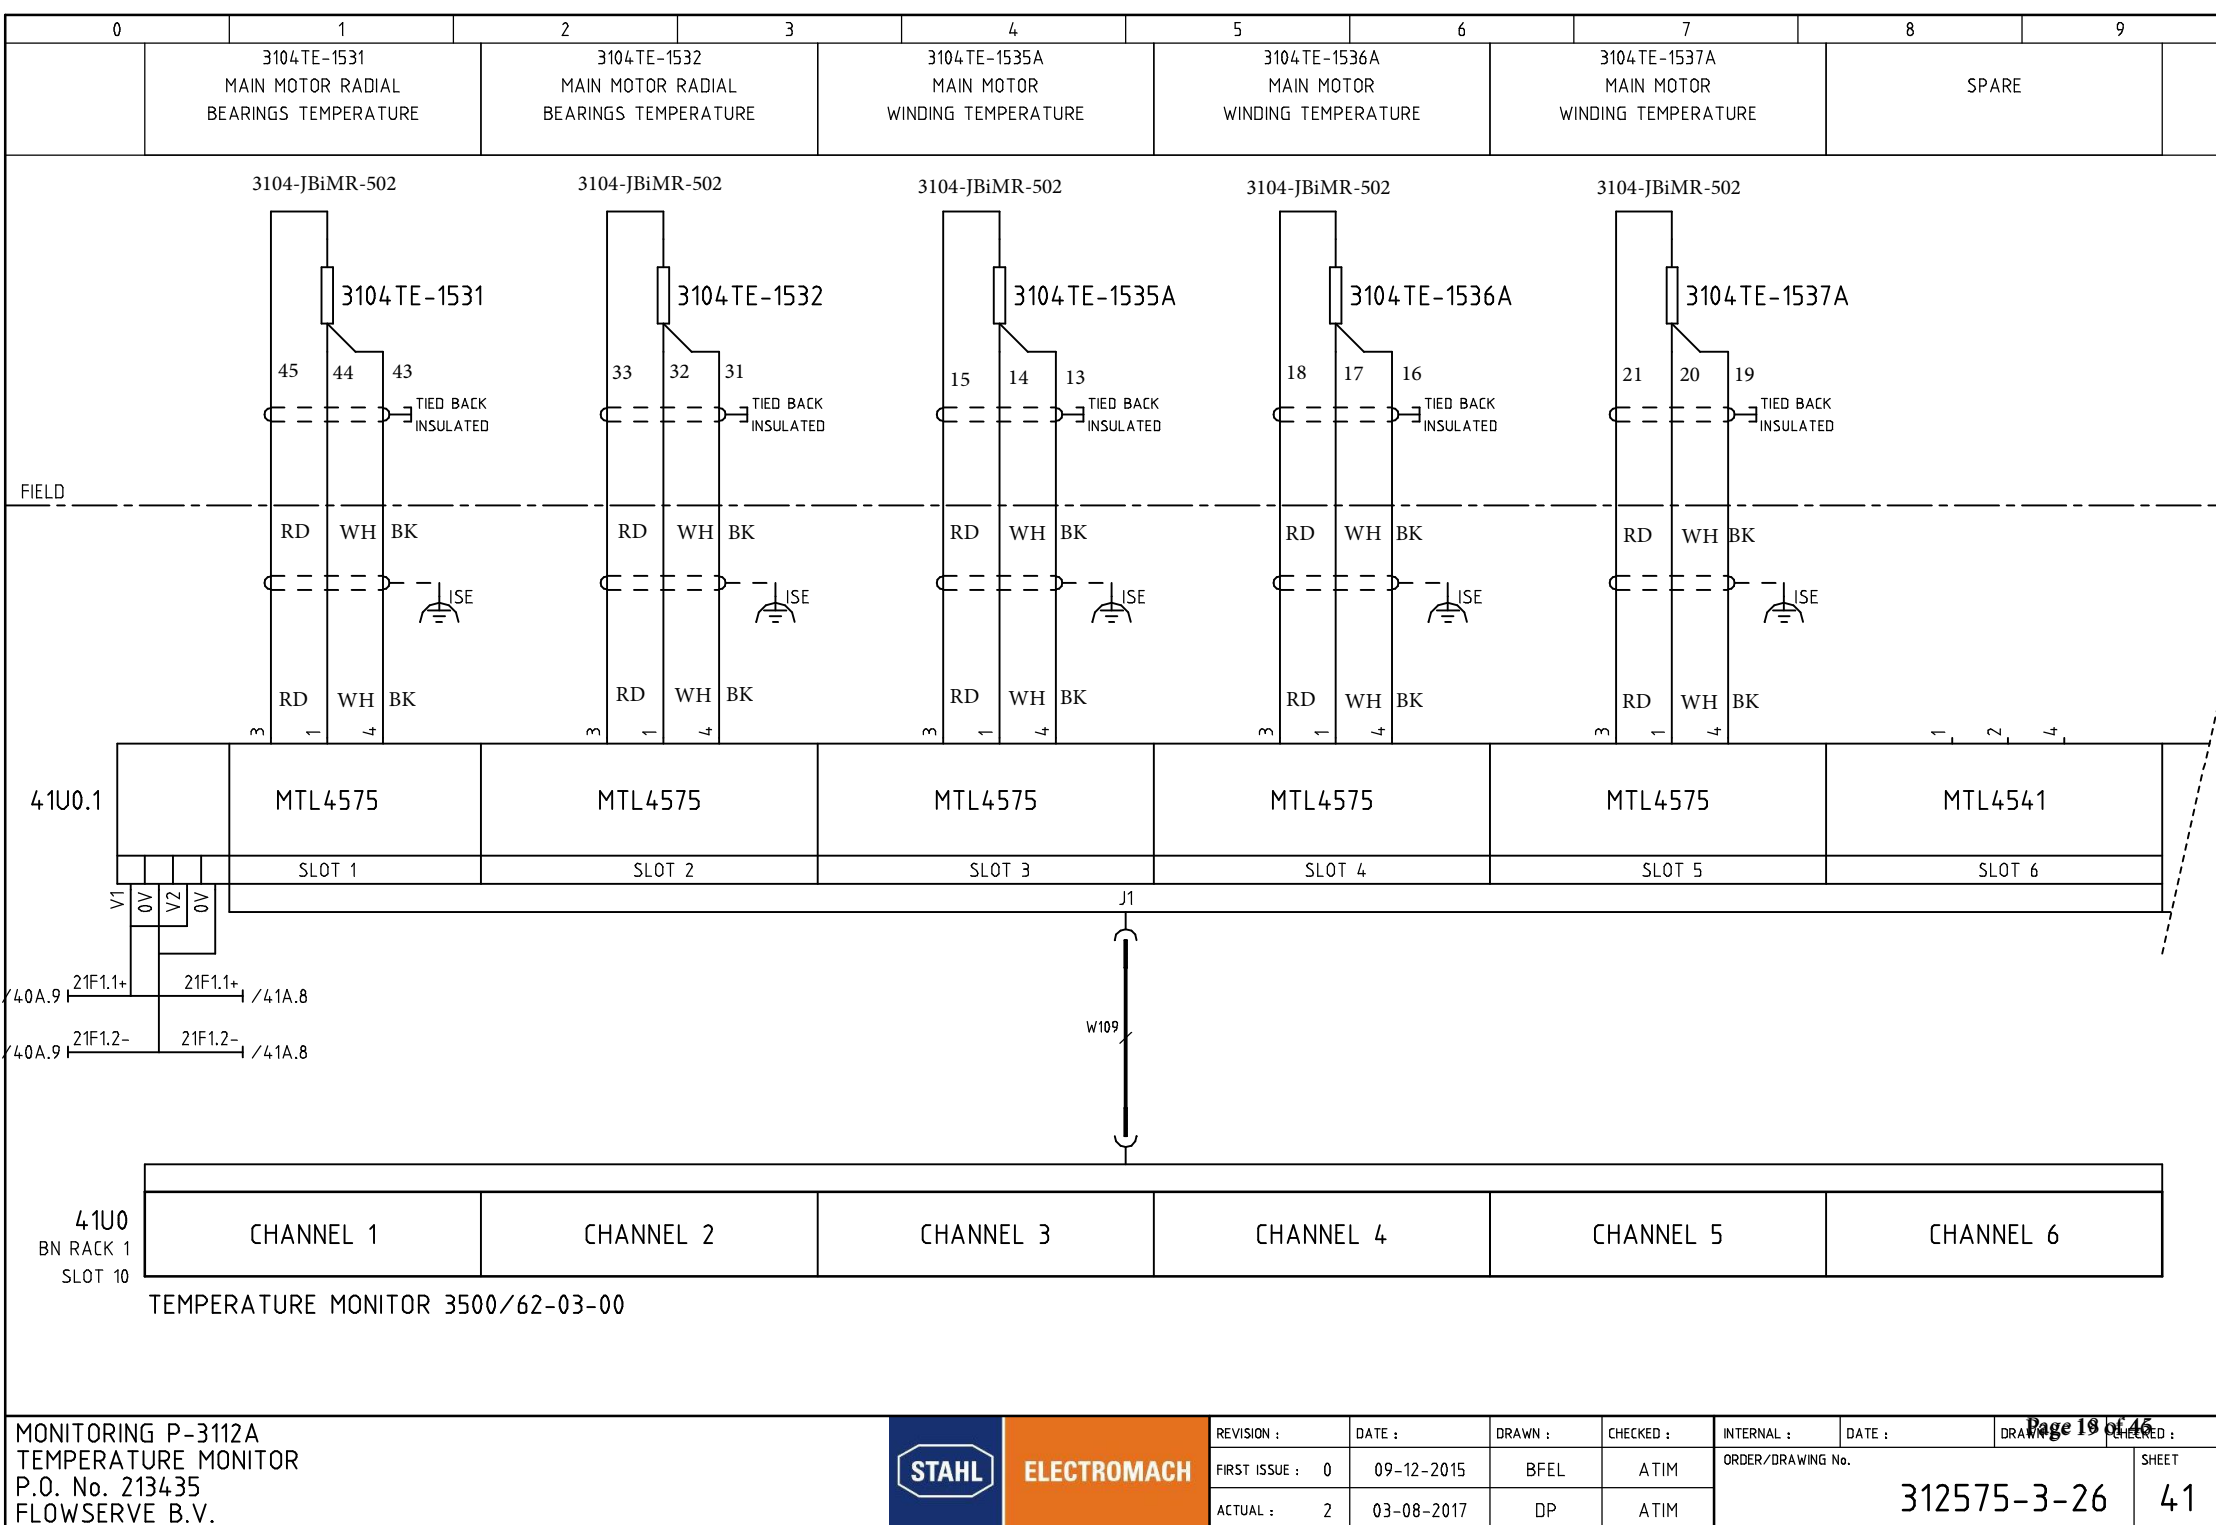 0 1 2 3 4 5 6 7 8 9
3104TE-1531 3104TE-1532 3104TE-1535A 3104TE-1536A 3104TE-1537A
MAIN MOTOR RADIAL MAIN MOTOR RADIAL MAIN MOTOR MAIN MOTOR MAIN MOTOR SPARE
BEARINGS TEMPERATURE BEARINGS TEMPERATURE WINDING TEMPERATURE WINDING TEMPERATURE WINDING TEMPERATURE
3104-JBiMR-502 3104-JBiMR-502 3104-JBiMR-502 3104-JBiMR-502 3104-JBiMR-502
3104TE-1531 3104TE-1532 3104TE-1535A 3104TE-1536A 3104TE-1537A
45 44 43 33 32 31 15 14 13 18 17 16 21 20 19
TIED BACK TIED BACK TIED BACK TIED BACK TIED BACK
INSULATED INSULATED INSULATED INSULATED INSULATED
FIELD
RD WH BK RD WH BK RD WH BK RD WH BK RD WH BK
ISE ISE ISE ISE ISE
RD WH BK RD WH BK RD WH BK RD WH BK RD WH BK
3 1 4 3 1 4 3 1 4 3 1 4 3 1 4 1 2 4
41U0.1 MTL4575 MTL4575 MTL4575 MTL4575 MTL4575 MTL4541
SLOT 1 SLOT 2 SLOT 3 SLOT 4 SLOT 5 SLOT 6
V1 0V V2 0V J1
/40A.9 21F1.1+ 21F1.1+ /41A.8
W109
/40A.9 21F1.2- 21F1.2- /41A.8
41U0 CHANNEL 1 CHANNEL 2 CHANNEL 3 CHANNEL 4 CHANNEL 5 CHANNEL 6
BN RACK 1
SLOT 10
TEMPERATURE MONITOR 3500/62-03-00
MONITORING P-3112A
TEMPERATURE MONITOR
P.O. No. 213435
FLOWSERVE B.V.
STAHL ELECTROMACH
REVISION : DATE : DRAWN : CHECKED :
FIRST ISSUE : 0 09-12-2015 BFEL ATIM
ACTUAL : 2 03-08-2017 DP ATIM
INTERNAL : DATE :
Page of
ORDER/DRAWING No. SHEET
312575-3-26 41